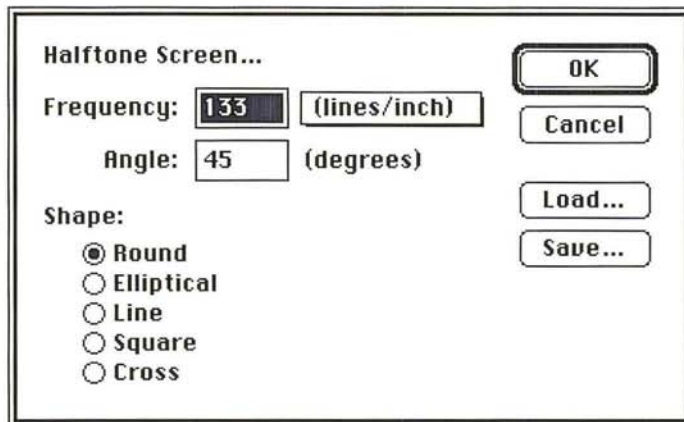 Halftone Screen...
Frequency: 133 (lines/inch)
Angle: 45 (degrees)
Shape:
Round
Elliptical
Line
Square
Cross
OK
Cancel
Load...
Save...